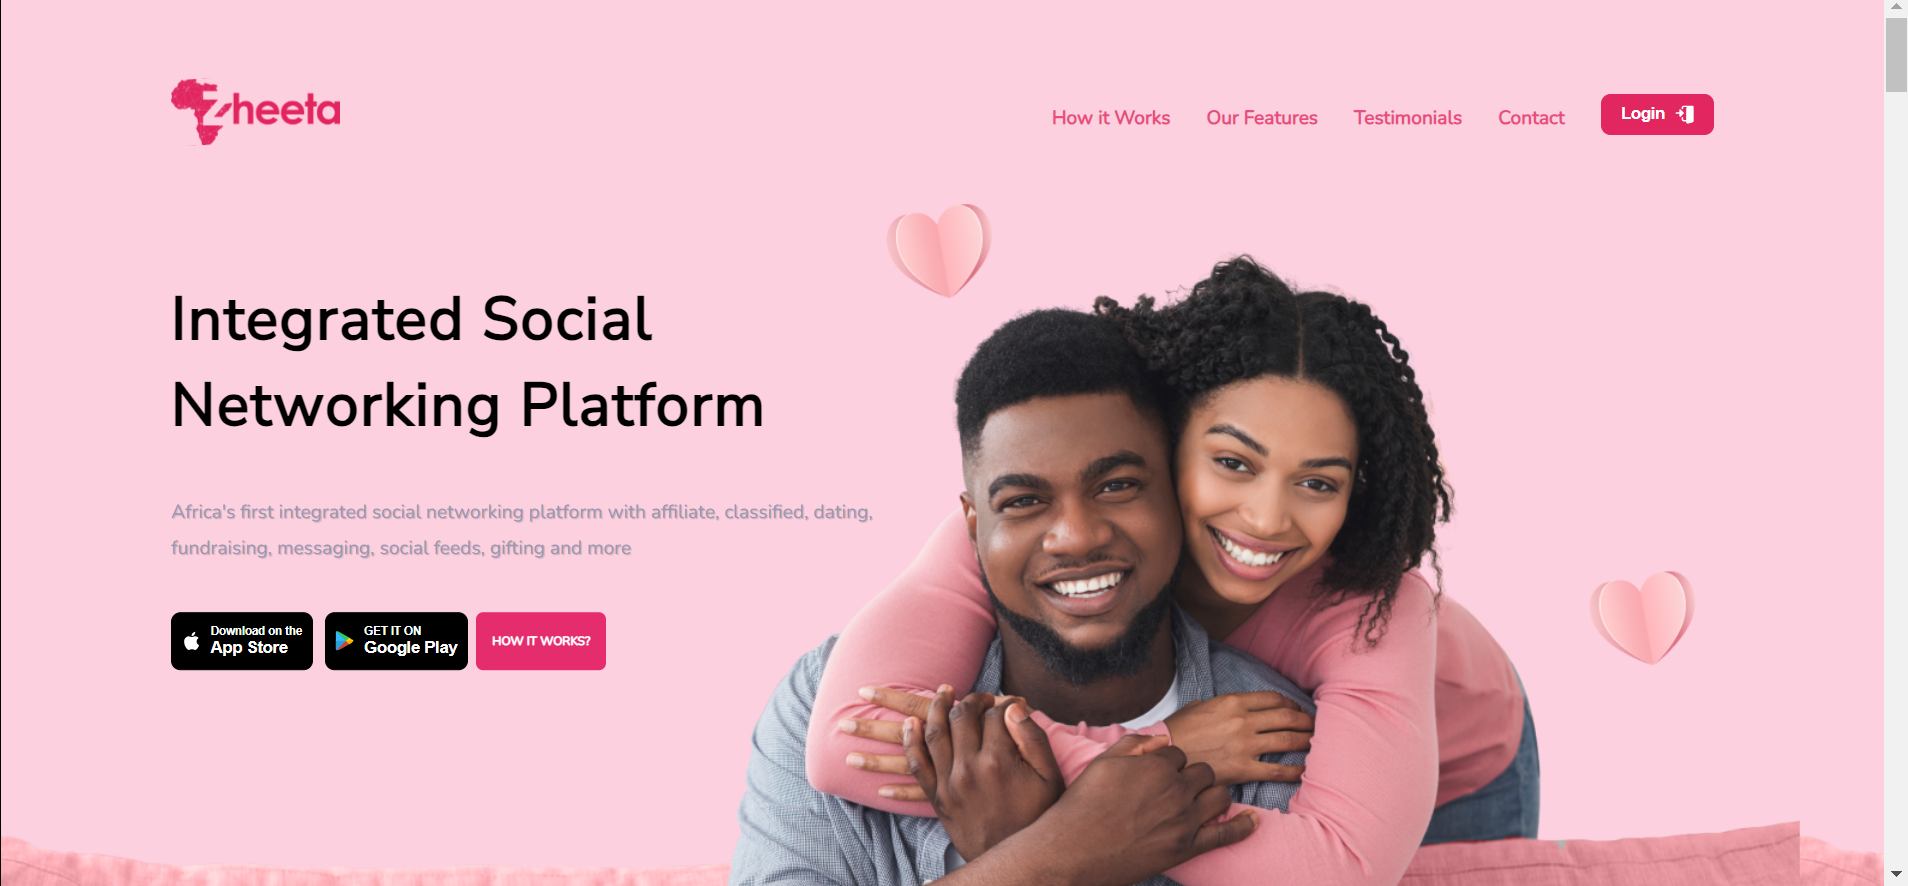 Zheeta
How it Works
Our Features
Testimonials
Contact
Login
Integrated Social
Networking Platform
Africa's first integrated social networking platform with affiliate, classified, dating,
fundraising, messaging, social feeds, gifting and more
Download on the
App Store
GET IT ON
Google Play
HOW IT WORKS?